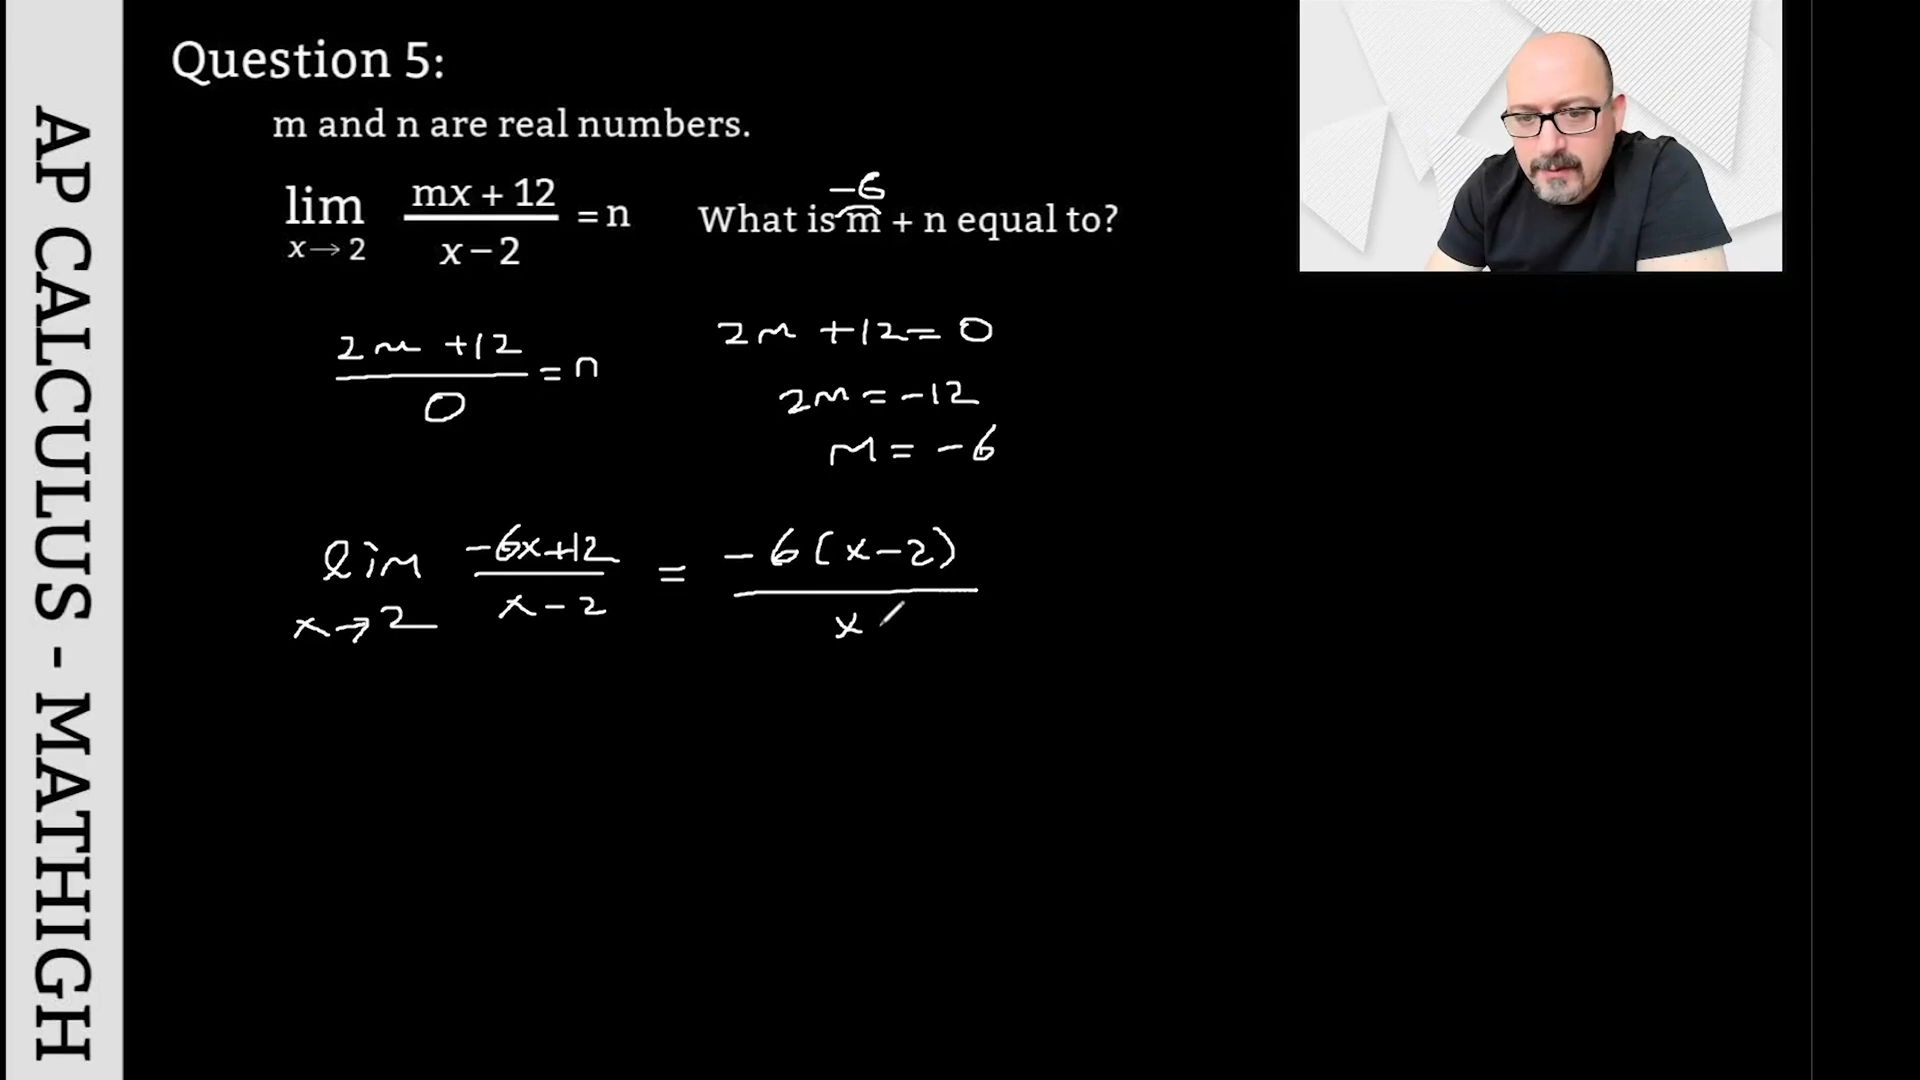 AP CALCULUS - MATHIGH
Question 5:
m and n are real numbers.
lim x→2 (mx + 12)/(x − 2) = n
−6
What is m + n equal to?
(2m + 12)/0 = n
2m + 12 = 0
2m = −12
m = −6
lim x→2 (−6x+12)/(x−2) = −6(x−2)/x